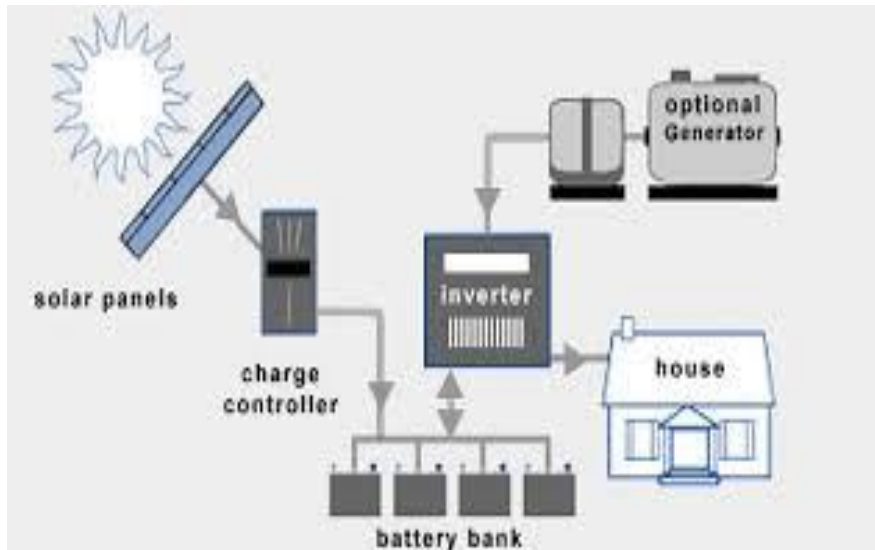 optional
Generator
solar panels
inverter
charge
controller
house
battery bank